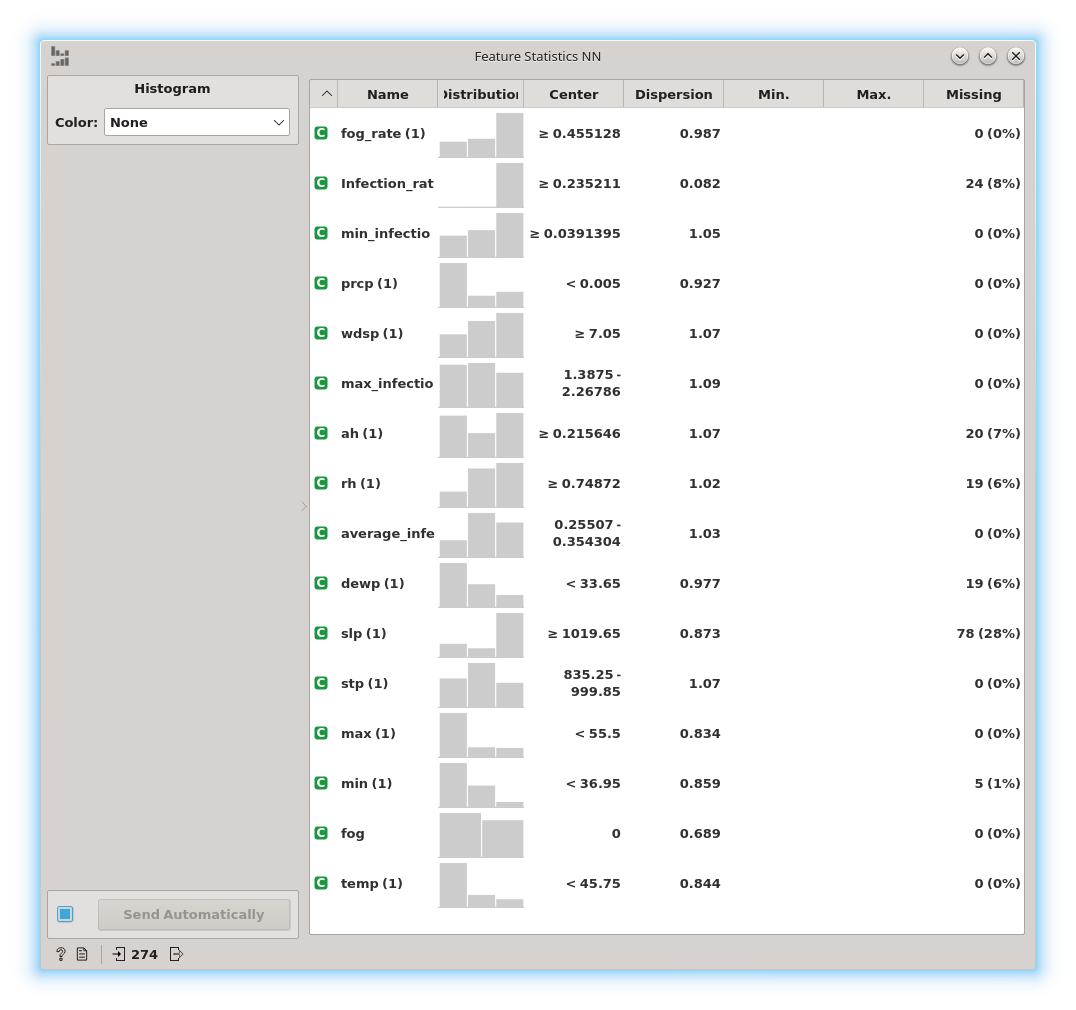 Feature Statistics NN
Histogram
Color: None
Name Distribution Center Dispersion Min. Max. Missing
C fog_rate (1) ≥ 0.455128 0.987 0 (0%)
C Infection_rat ≥ 0.235211 0.082 24 (8%)
C min_infectio ≥ 0.0391395 1.05 0 (0%)
C prcp (1) < 0.005 0.927 0 (0%)
C wdsp (1) ≥ 7.05 1.07 0 (0%)
C max_infectio 1.3875 - 2.26786 1.09 0 (0%)
C ah (1) ≥ 0.215646 1.07 20 (7%)
C rh (1) ≥ 0.74872 1.02 19 (6%)
C average_infe 0.25507 - 0.354304 1.03 0 (0%)
C dewp (1) < 33.65 0.977 19 (6%)
C slp (1) ≥ 1019.65 0.873 78 (28%)
C stp (1) 835.25 - 999.85 1.07 0 (0%)
C max (1) < 55.5 0.834 0 (0%)
C min (1) < 36.95 0.859 5 (1%)
C fog 0 0.689 0 (0%)
C temp (1) < 45.75 0.844 0 (0%)
Send Automatically
? 274